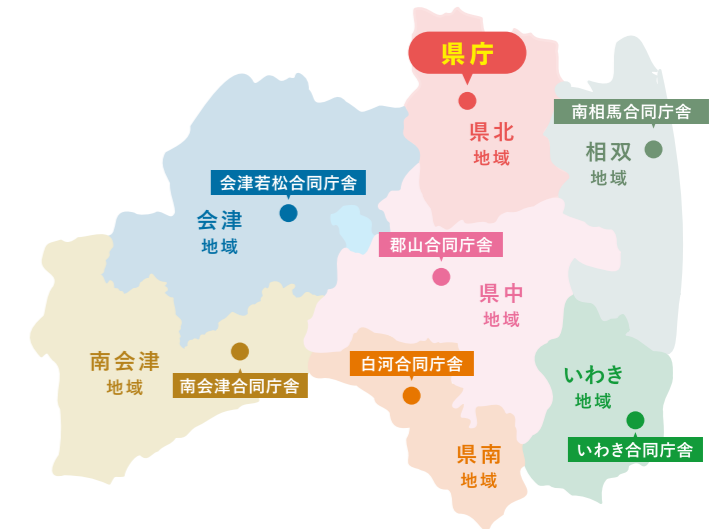 県庁
県北
地域
南相馬合同庁舎
相双
地域
会津若松合同庁舎
会津
地域
郡山合同庁舎
県中
地域
南会津
地域
南会津合同庁舎
白河合同庁舎
県南
地域
いわき
地域
いわき合同庁舎